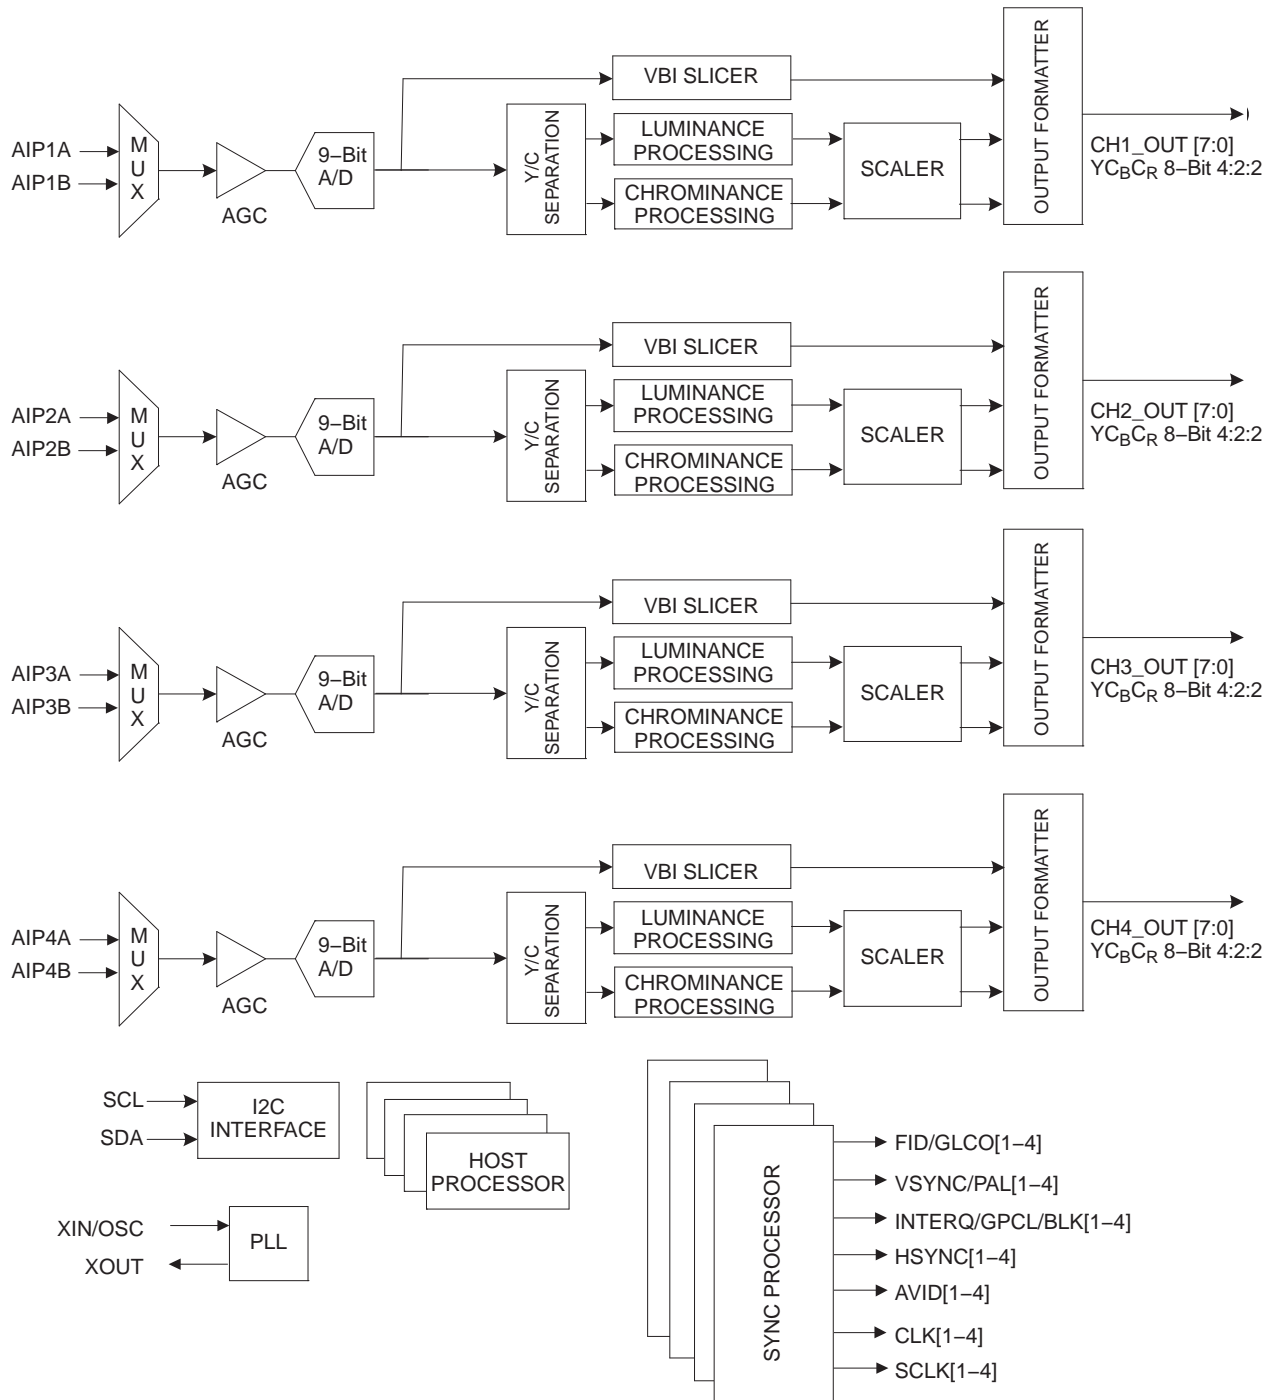 VBI SLICER
AIP1A
AIP1B
M
U
X
AGC
9–Bit
A/D
Y/C
SEPARATION
LUMINANCE
PROCESSING
CHROMINANCE
PROCESSING
SCALER
OUTPUT FORMATTER
CH1_OUT [7:0]
YCBCR 8–Bit 4:2:2
VBI SLICER
AIP2A
AIP2B
M
U
X
AGC
9–Bit
A/D
Y/C
SEPARATION
LUMINANCE
PROCESSING
CHROMINANCE
PROCESSING
SCALER
OUTPUT FORMATTER
CH2_OUT [7:0]
YCBCR 8–Bit 4:2:2
VBI SLICER
AIP3A
AIP3B
M
U
X
AGC
9–Bit
A/D
Y/C
SEPARATION
LUMINANCE
PROCESSING
CHROMINANCE
PROCESSING
SCALER
OUTPUT FORMATTER
CH3_OUT [7:0]
YCBCR 8–Bit 4:2:2
VBI SLICER
AIP4A
AIP4B
M
U
X
AGC
9–Bit
A/D
Y/C
SEPARATION
LUMINANCE
PROCESSING
CHROMINANCE
PROCESSING
SCALER
OUTPUT FORMATTER
CH4_OUT [7:0]
YCBCR 8–Bit 4:2:2
SCL
SDA
I2C
INTERFACE
HOST
PROCESSOR
XIN/OSC
XOUT
PLL
SYNC PROCESSOR
FID/GLCO[1–4]
VSYNC/PAL[1–4]
INTERQ/GPCL/BLK[1–4]
HSYNC[1–4]
AVID[1–4]
CLK[1–4]
SCLK[1–4]